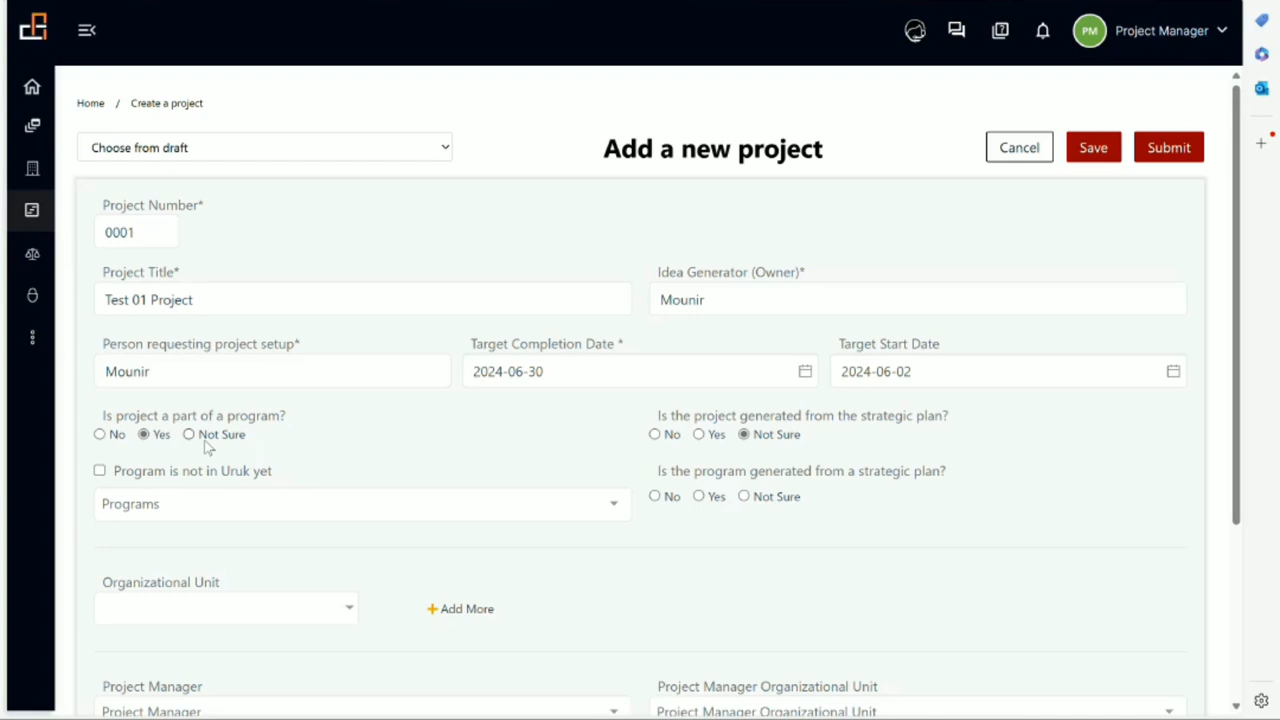 PM Project Manager
Home / Create a project
Choose from draft
Add a new project
Cancel Save Submit
Project Number*
0001
Project Title* Idea Generator (Owner)*
Test 01 Project Mounir
Person requesting project setup* Target Completion Date * Target Start Date
Mounir 2024-06-30 2024-06-02
Is project a part of a program? Is the project generated from the strategic plan?
No Yes Not Sure No Yes Not Sure
Program is not in Uruk yet Is the program generated from a strategic plan?
Programs No Yes Not Sure
Organizational Unit
+ Add More
Project Manager Project Manager Organizational Unit
Project Manager Project Manager Organizational Unit